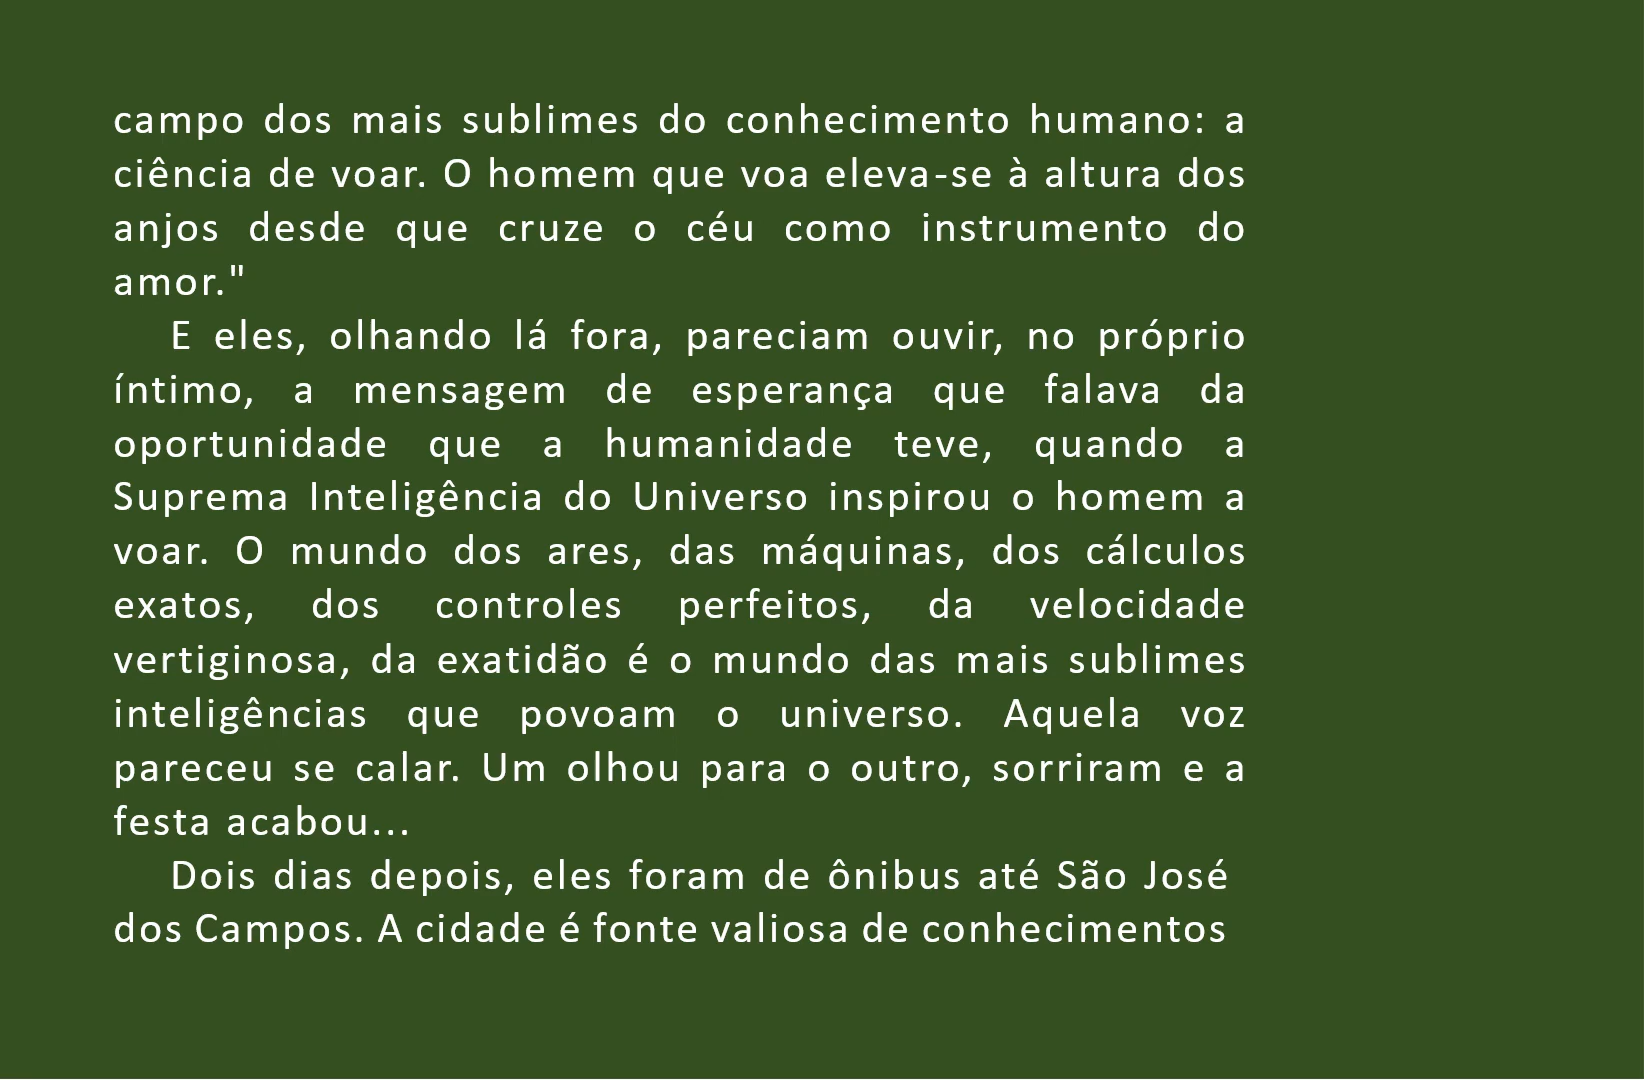 campo dos mais sublimes do conhecimento humano: a
ciência de voar. O homem que voa eleva-se à altura dos
anjos desde que cruze o céu como instrumento do
amor."
E eles, olhando lá fora, pareciam ouvir, no próprio
íntimo, a mensagem de esperança que falava da
oportunidade que a humanidade teve, quando a
Suprema Inteligência do Universo inspirou o homem a
voar. O mundo dos ares, das máquinas, dos cálculos
exatos, dos controles perfeitos, da velocidade
vertiginosa, da exatidão é o mundo das mais sublimes
inteligências que povoam o universo. Aquela voz
pareceu se calar. Um olhou para o outro, sorriram e a
festa acabou...
Dois dias depois, eles foram de ônibus até São José
dos Campos. A cidade é fonte valiosa de conhecimentos